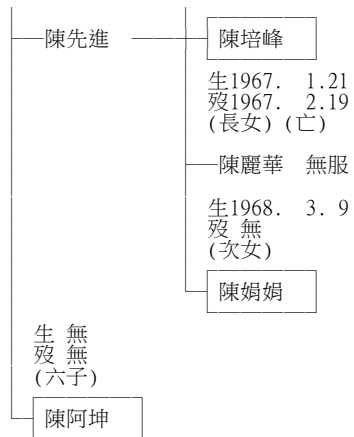 陳先進
陳培峰
生1967. 1.21
歿1967. 2.19
(長女)(亡)
陳麗華 無服
生1968. 3. 9
歿 無
(次女)
陳娟娟
生 無
歿 無
(六子)
陳阿坤